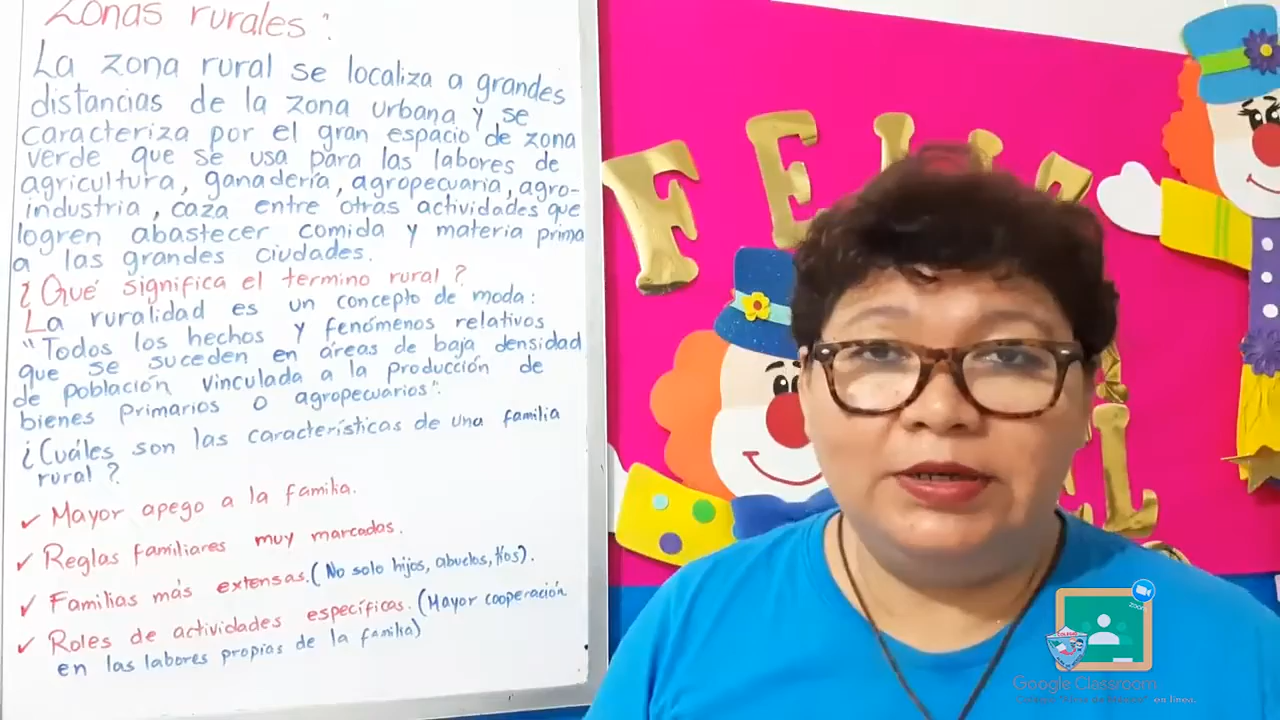 Zonas rurales:
La zona rural se localiza a grandes
distancias de la zona urbana y se
caracteriza por el gran espacio de zona
verde que se usa para las labores de
agricultura, ganadería, agropecuaria, agro-
industria, caza entre otras actividades que
logren abastecer comida y materia prima
a las grandes ciudades.
¿Qué significa el termino rural?
La ruralidad es un concepto de moda:
"Todos los hechos y fenómenos relativos
que se suceden en áreas de baja densidad
de población vinculada a la producción de
bienes primarios o agropecuarios".
¿Cuáles son las características de una familia
rural?
✓ Mayor apego a la familia.
✓ Reglas familiares muy marcadas.
✓ Familias más extensas. (No solo hijos, abuelos, tíos).
✓ Roles de actividades específicas. (Mayor cooperación
en las labores propias de la familia)
FELIZ
zoom
Google Classroom
Colegio en línea.